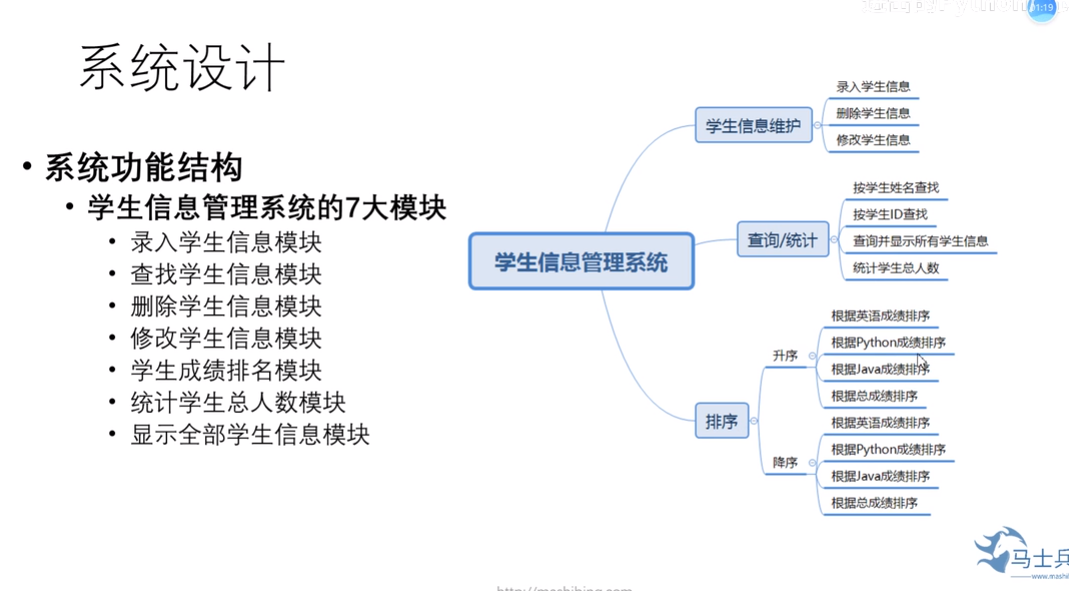 01:19
系统设计
• 系统功能结构
• 学生信息管理系统的7大模块
• 录入学生信息模块
• 查找学生信息模块
• 删除学生信息模块
• 修改学生信息模块
• 学生成绩排名模块
• 统计学生总人数模块
• 显示全部学生信息模块
学生信息管理系统
学生信息维护
录入学生信息
删除学生信息
修改学生信息
查询/统计
按学生姓名查找
按学生ID查找
查询并显示所有学生信息
统计学生总人数
排序
升序
根据英语成绩排序
根据Python成绩排序
根据Java成绩排序
根据总成绩排序
降序
根据英语成绩排序
根据Python成绩排序
根据Java成绩排序
根据总成绩排序
马士兵